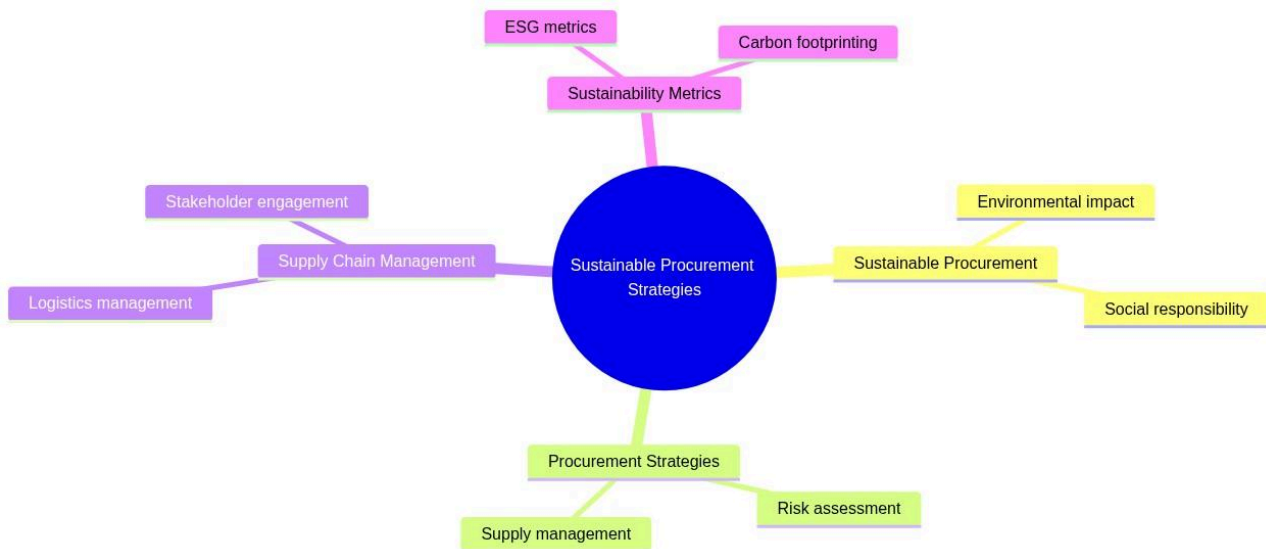 ESG metrics
Carbon footprinting
Sustainability Metrics
Stakeholder engagement
Environmental impact
Supply Chain Management
Sustainable Procurement
Strategies
Sustainable Procurement
Logistics management
Social responsibility
Procurement Strategies
Risk assessment
Supply management